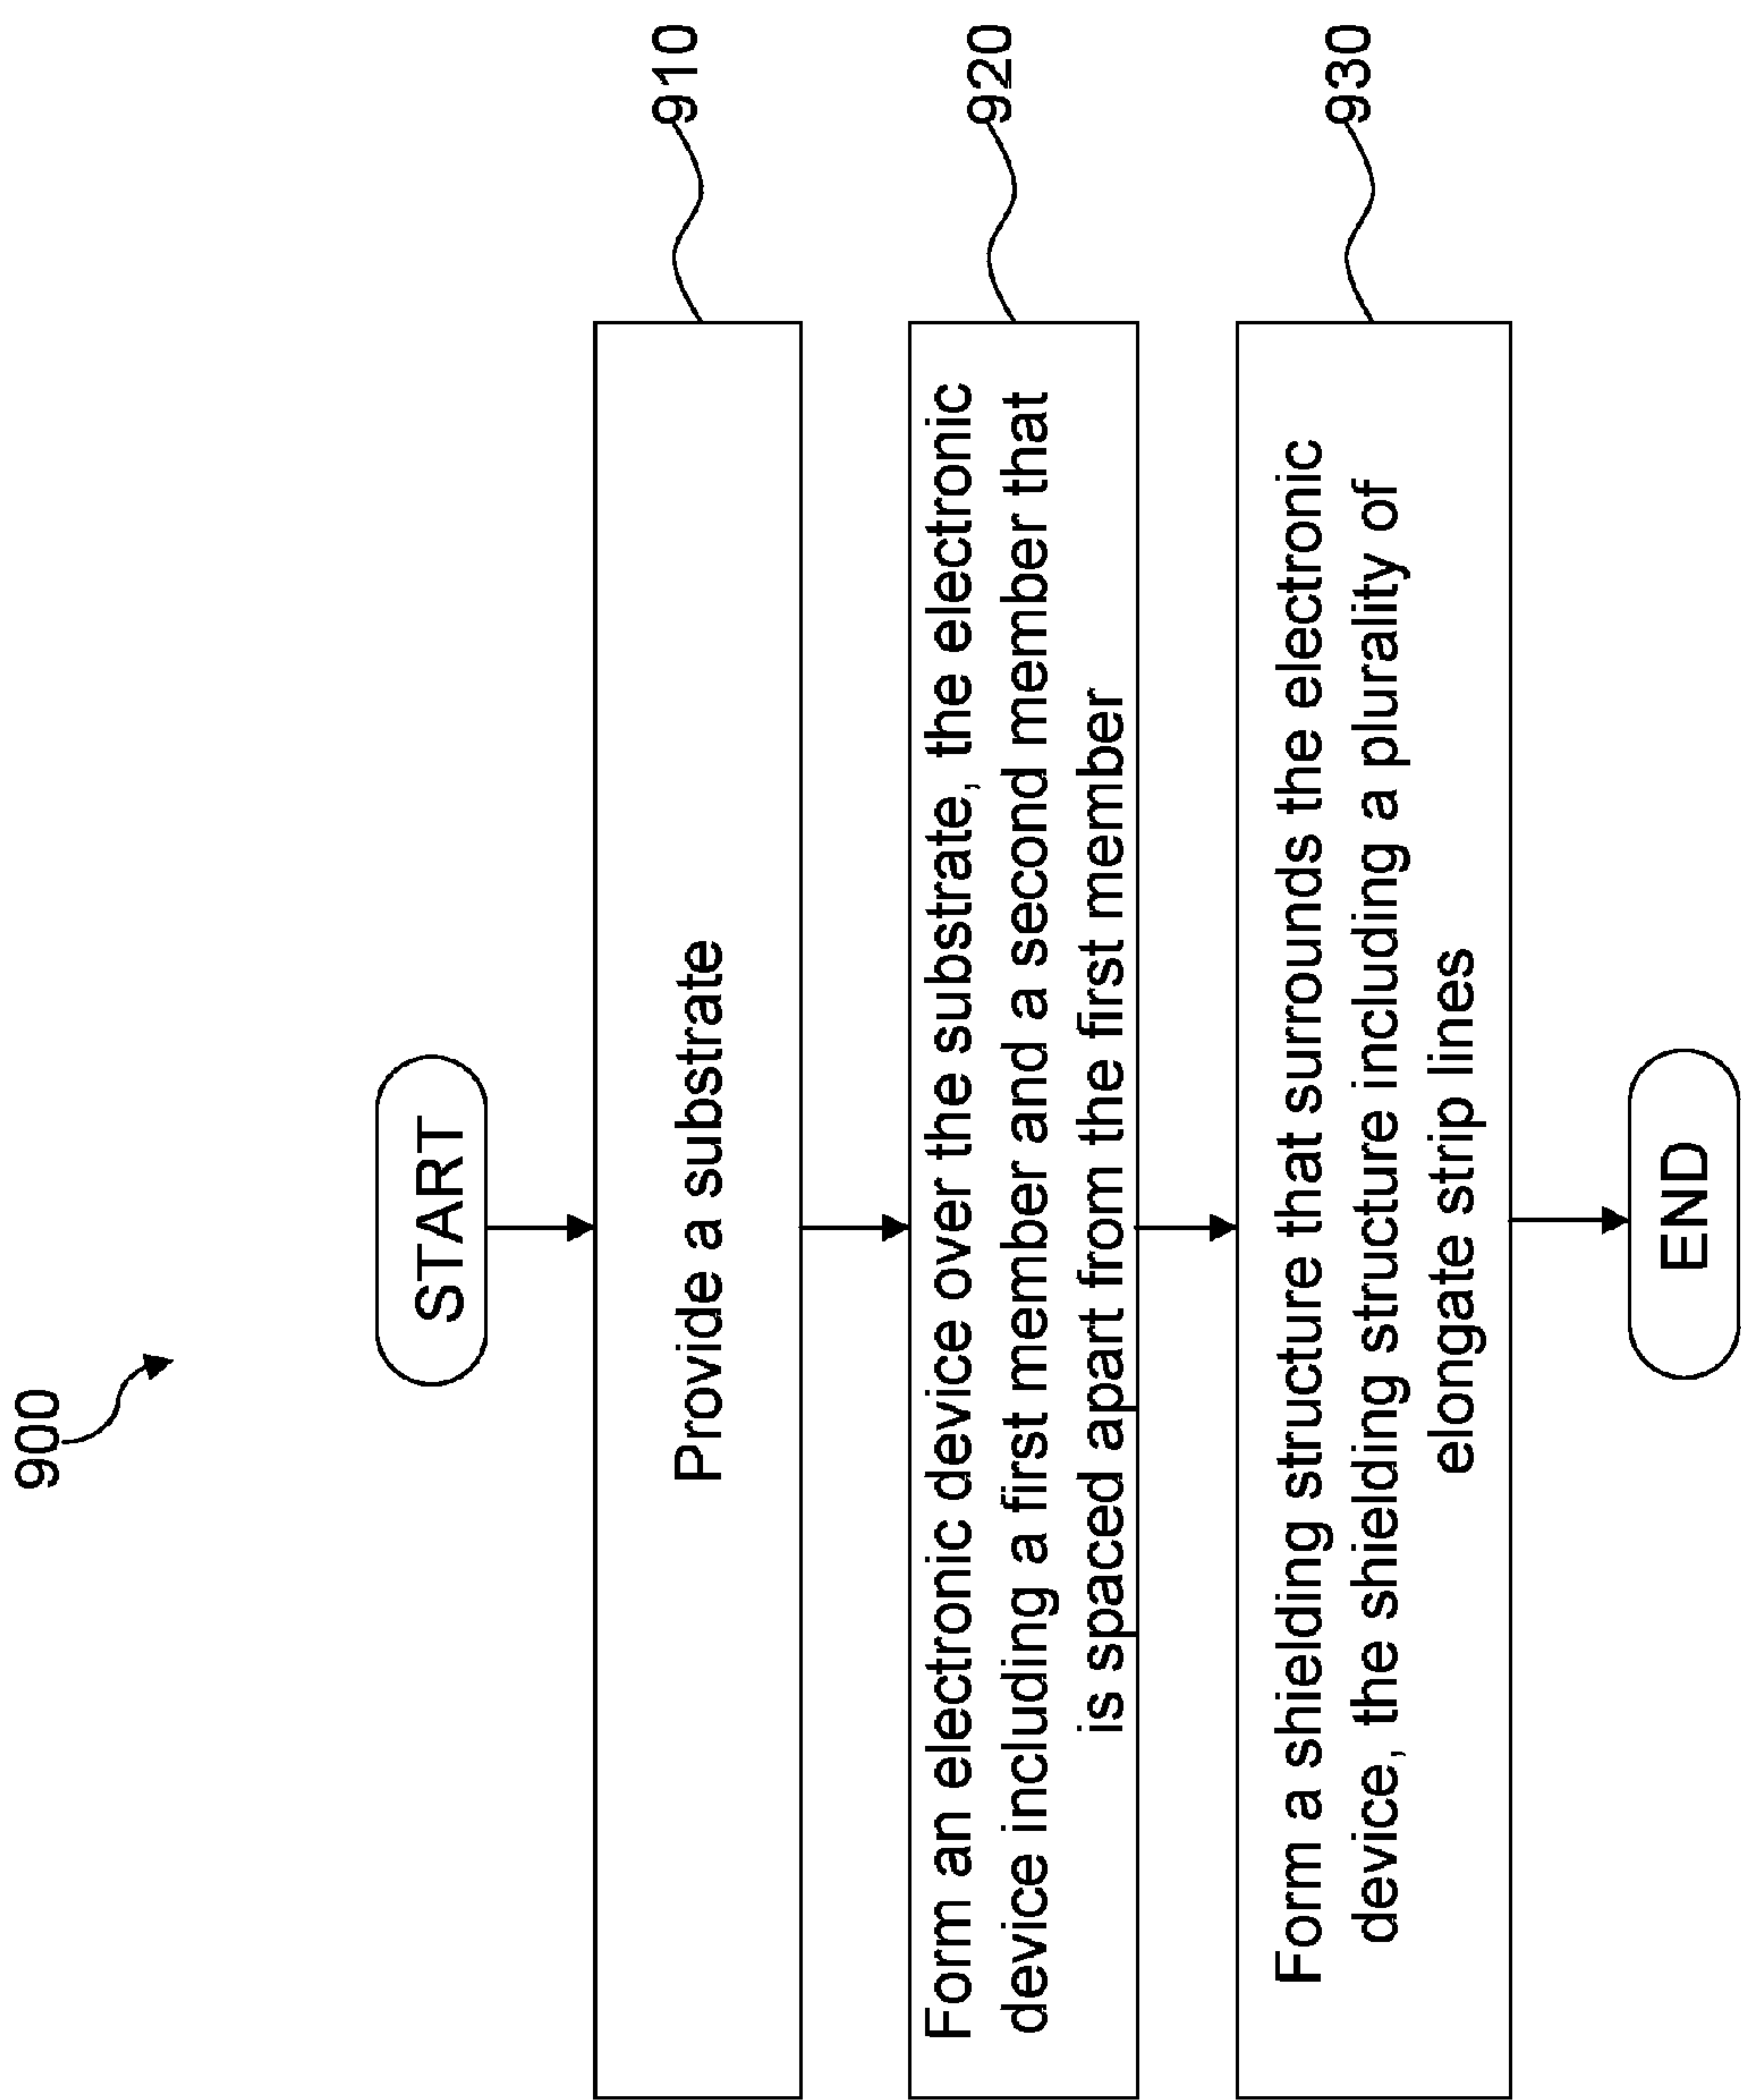 900
START
Provide a substrate
910
Form an electronic device over the substrate, the electronic
device including a first member and a second member that
is spaced apart from the first member
920
Form a shielding structure that surrounds the electronic
device, the shielding structure including a plurality of
elongate strip lines
930
END